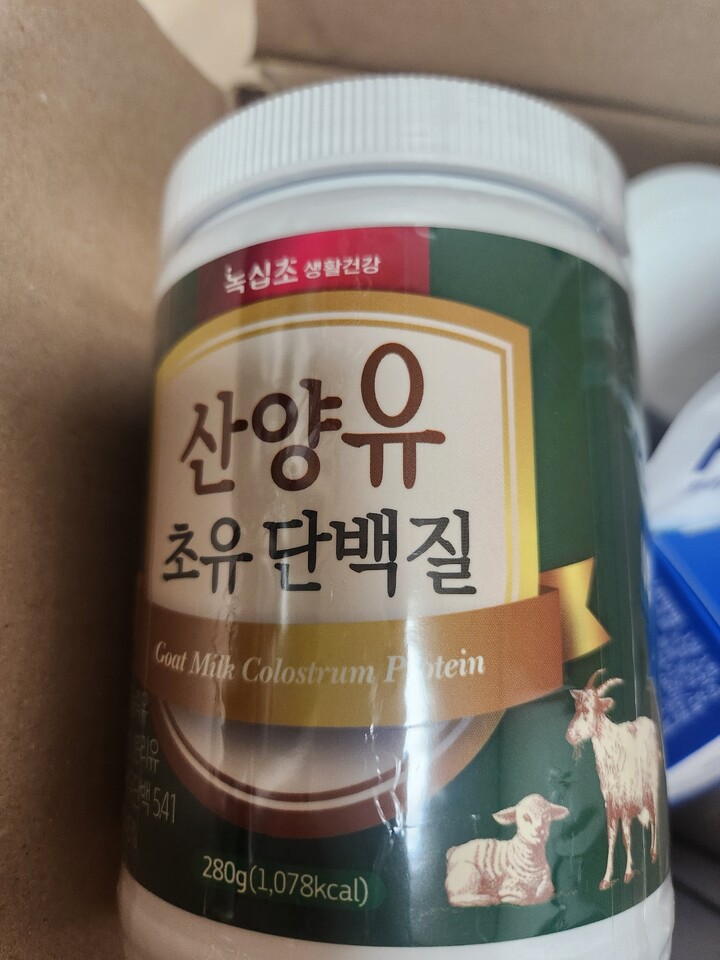 녹십초 생활건강
산양유
초유 단백질
Goat Milk Colostrum Protein
541
280g(1,078kcal)